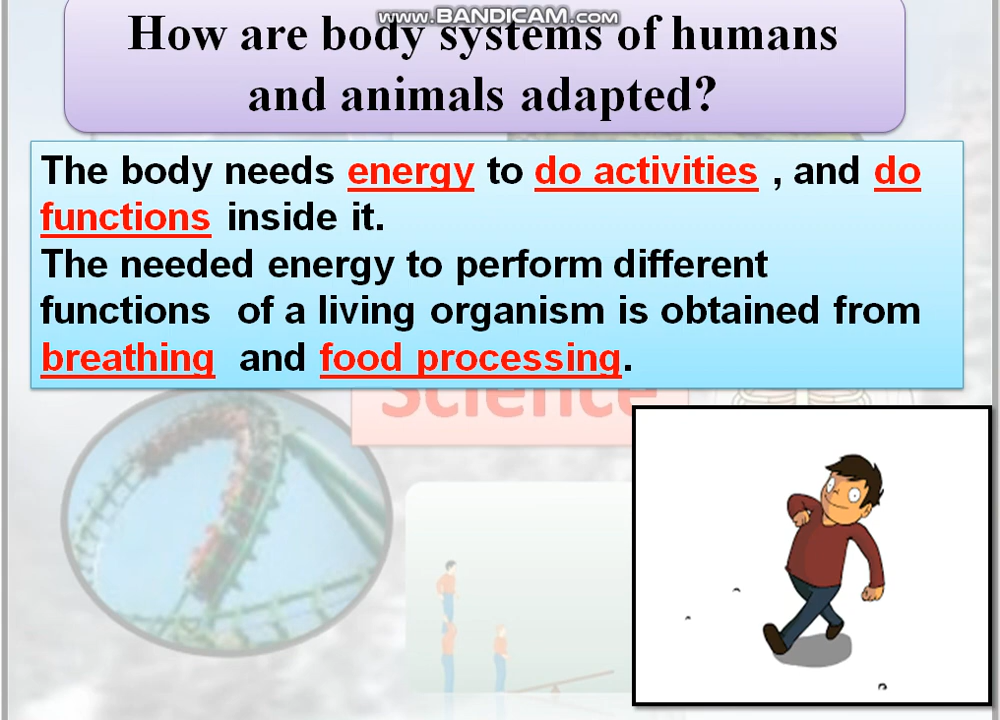 www.BANDICAM.com
How are body systems of humans
and animals adapted?
The body needs energy to do activities , and do
functions inside it.
The needed energy to perform different
functions of a living organism is obtained from
breathing and food processing.
Science